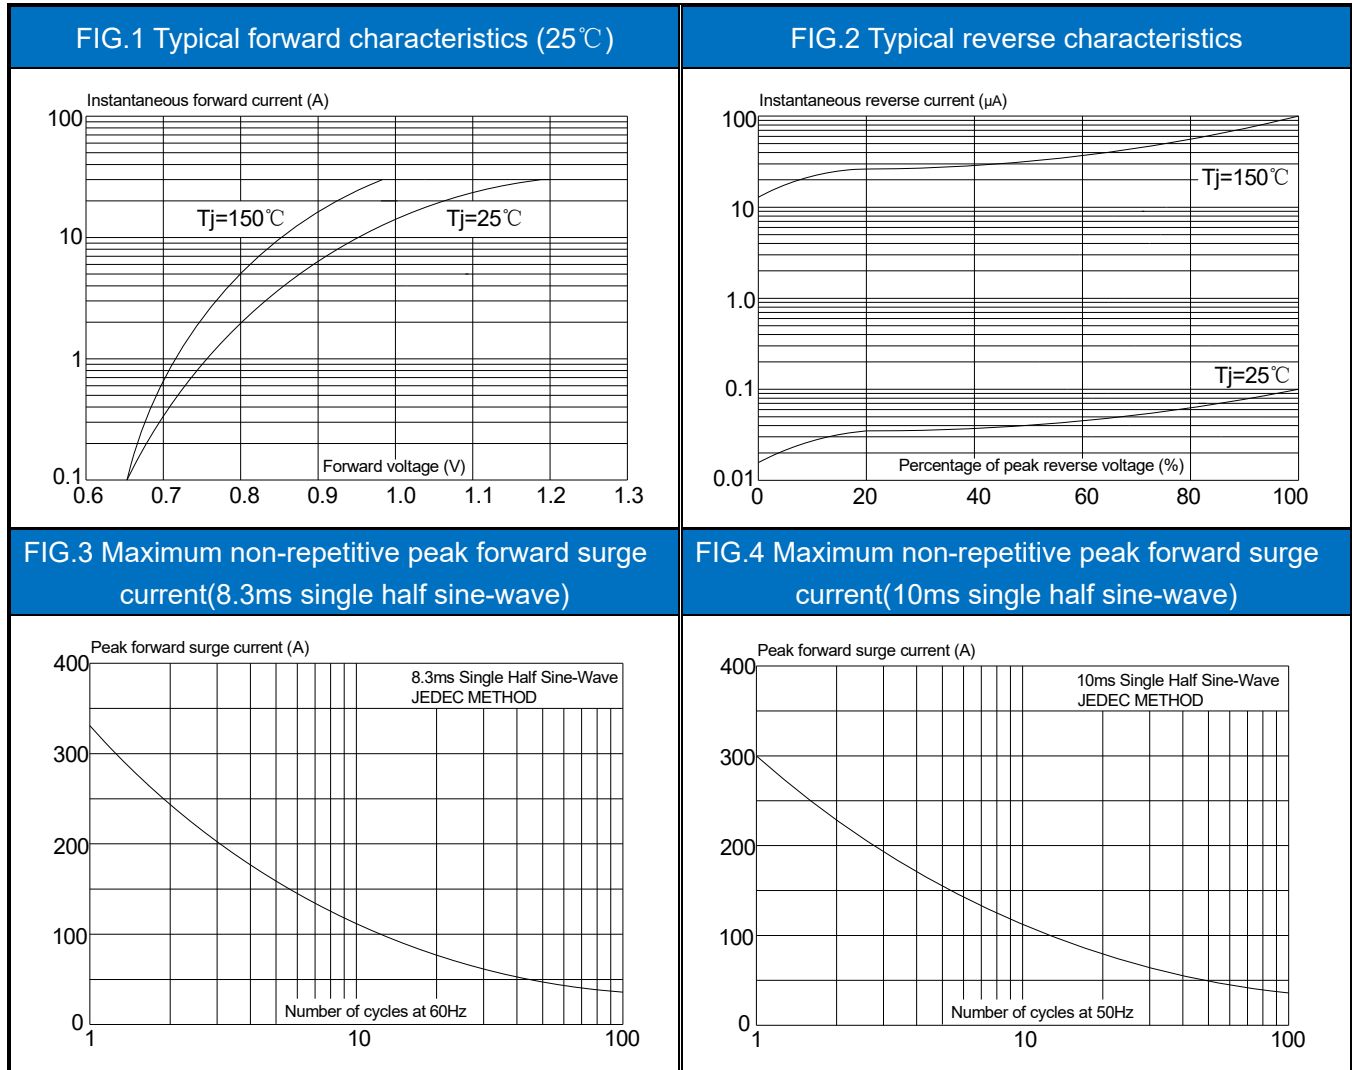 FIG.1 Typical forward characteristics (25℃)
Instantaneous forward current (A)
100
10
1
0.1
Tj=150℃
Tj=25℃
Forward voltage (V)
0.6 0.7 0.8 0.9 1.0 1.1 1.2 1.3
FIG.2 Typical reverse characteristics
Instantaneous reverse current (μA)
100
Tj=150℃
10
1.0
0.1
Tj=25℃
0.01
Percentage of peak reverse voltage (%)
0 20 40 60 80 100
FIG.3 Maximum non-repetitive peak forward surge
current(8.3ms single half sine-wave)
Peak forward surge current (A)
400
8.3ms Single Half Sine-Wave
JEDEC METHOD
300
200
100
0
Number of cycles at 60Hz
1 10 100
FIG.4 Maximum non-repetitive peak forward surge
current(10ms single half sine-wave)
Peak forward surge current (A)
400
10ms Single Half Sine-Wave
JEDEC METHOD
300
200
100
0
Number of cycles at 50Hz
1 10 100